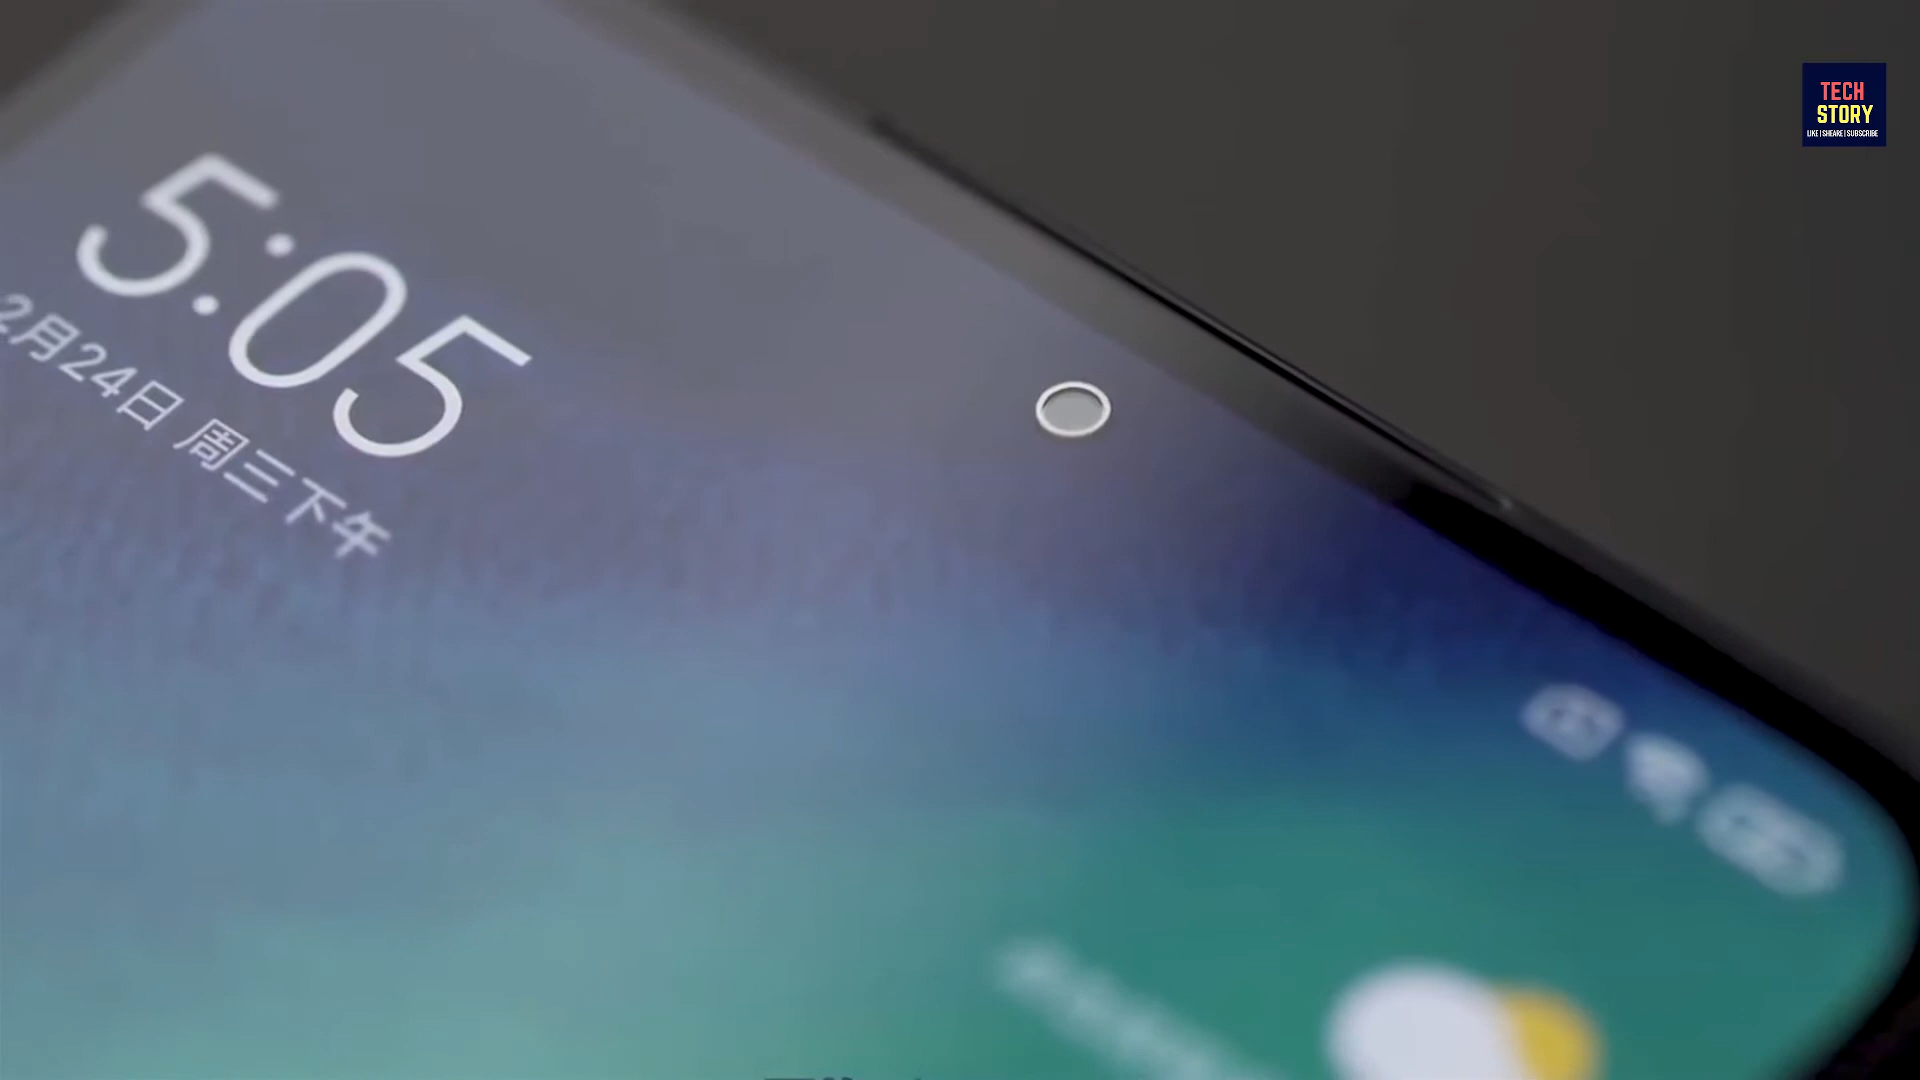 5:05
2月24日 周三下午
TECH
STORY
LIKE | SHEARE | SUBSCRIBE